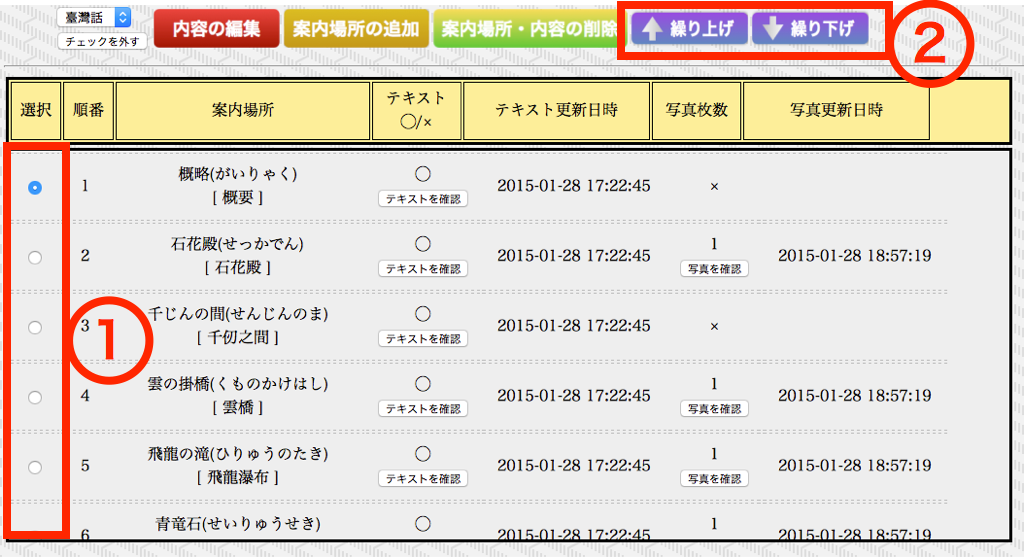 臺灣話
チェックを外す
内容の編集
案内場所の追加
案内場所・内容の削除
繰り上げ
繰り下げ
②
選択
順番
案内場所
テキスト
◯/×
テキスト更新日時
写真枚数
写真更新日時
1
概略(がいりゃく)
[ 概要 ]
◯
テキストを確認
2015-01-28 17:22:45
×
2
石花殿(せっかでん)
[ 石花殿 ]
◯
テキストを確認
2015-01-28 17:22:45
1
写真を確認
2015-01-28 18:57:19
①
3
千じんの間(せんじんのま)
[ 千仞之間 ]
◯
テキストを確認
2015-01-28 17:22:45
×
4
雲の掛橋(くものかけはし)
[ 雲橋 ]
◯
テキストを確認
2015-01-28 17:22:45
1
写真を確認
2015-01-28 18:57:19
5
飛龍の滝(ひりゅうのたき)
[ 飛龍瀑布 ]
◯
テキストを確認
2015-01-28 17:22:45
1
写真を確認
2015-01-28 18:57:19
6
青竜石(せいりゅうせき)
◯
2015-01-28 17:22:45
1
2015-01-28 18:57:19